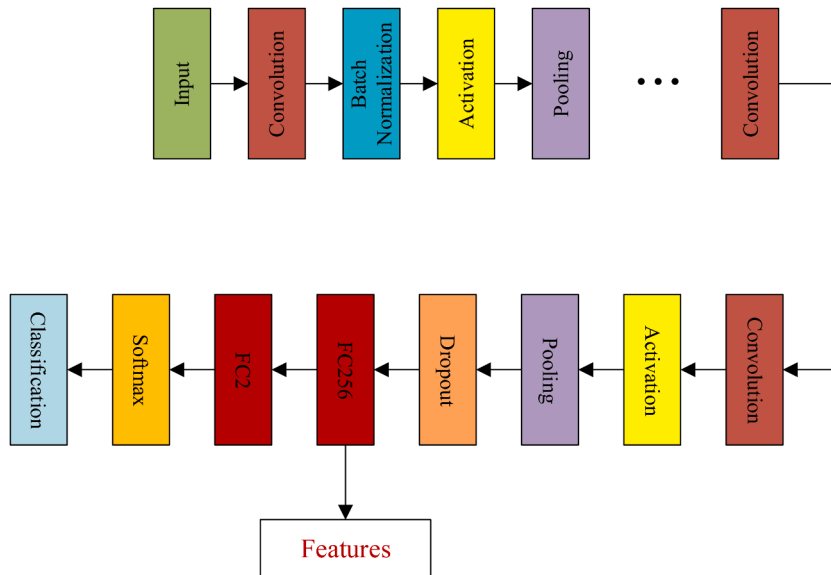 Input
Convolution
Batch
Normalization
Activation
Pooling
...
Convolution
Classification
Softmax
FC2
FC256
Dropout
Pooling
Activation
Convolution
Features